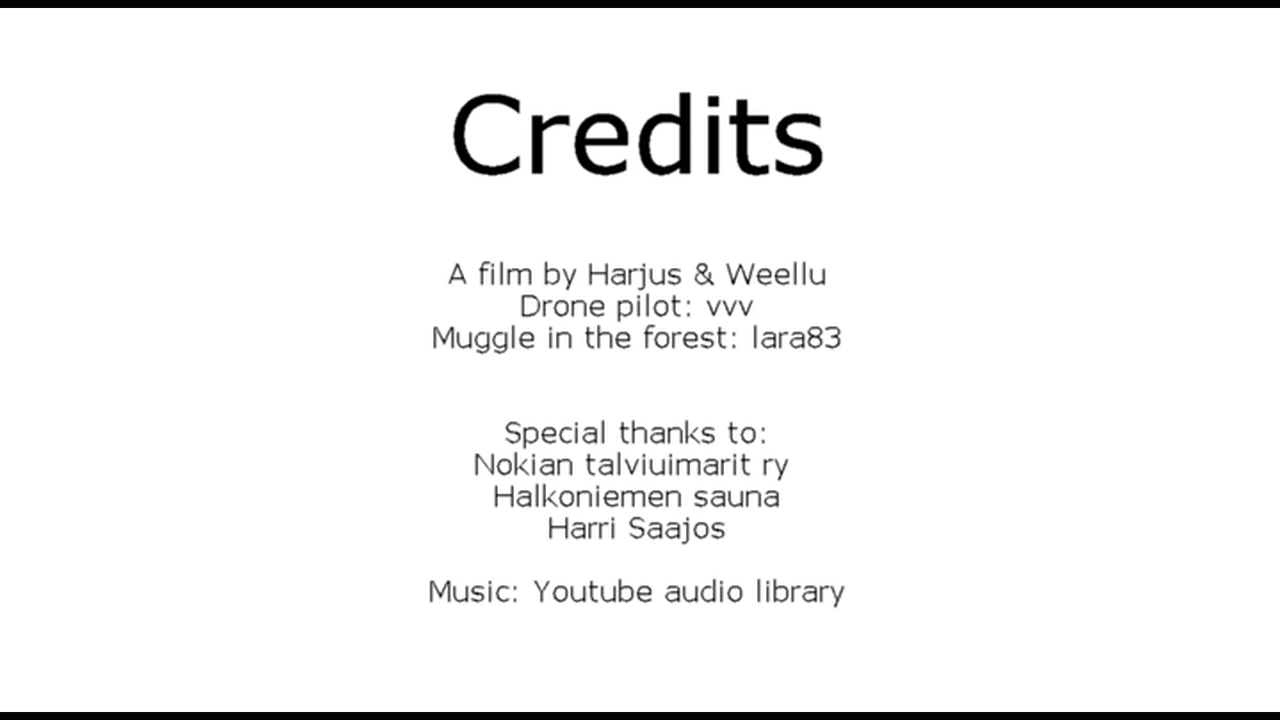 Credits
A film by Harjus & Weellu
Drone pilot: vvv
Muggle in the forest: lara83
Special thanks to:
Nokian talviuimarit ry
Halkoniemen sauna
Harri Saajos
Music: Youtube audio library